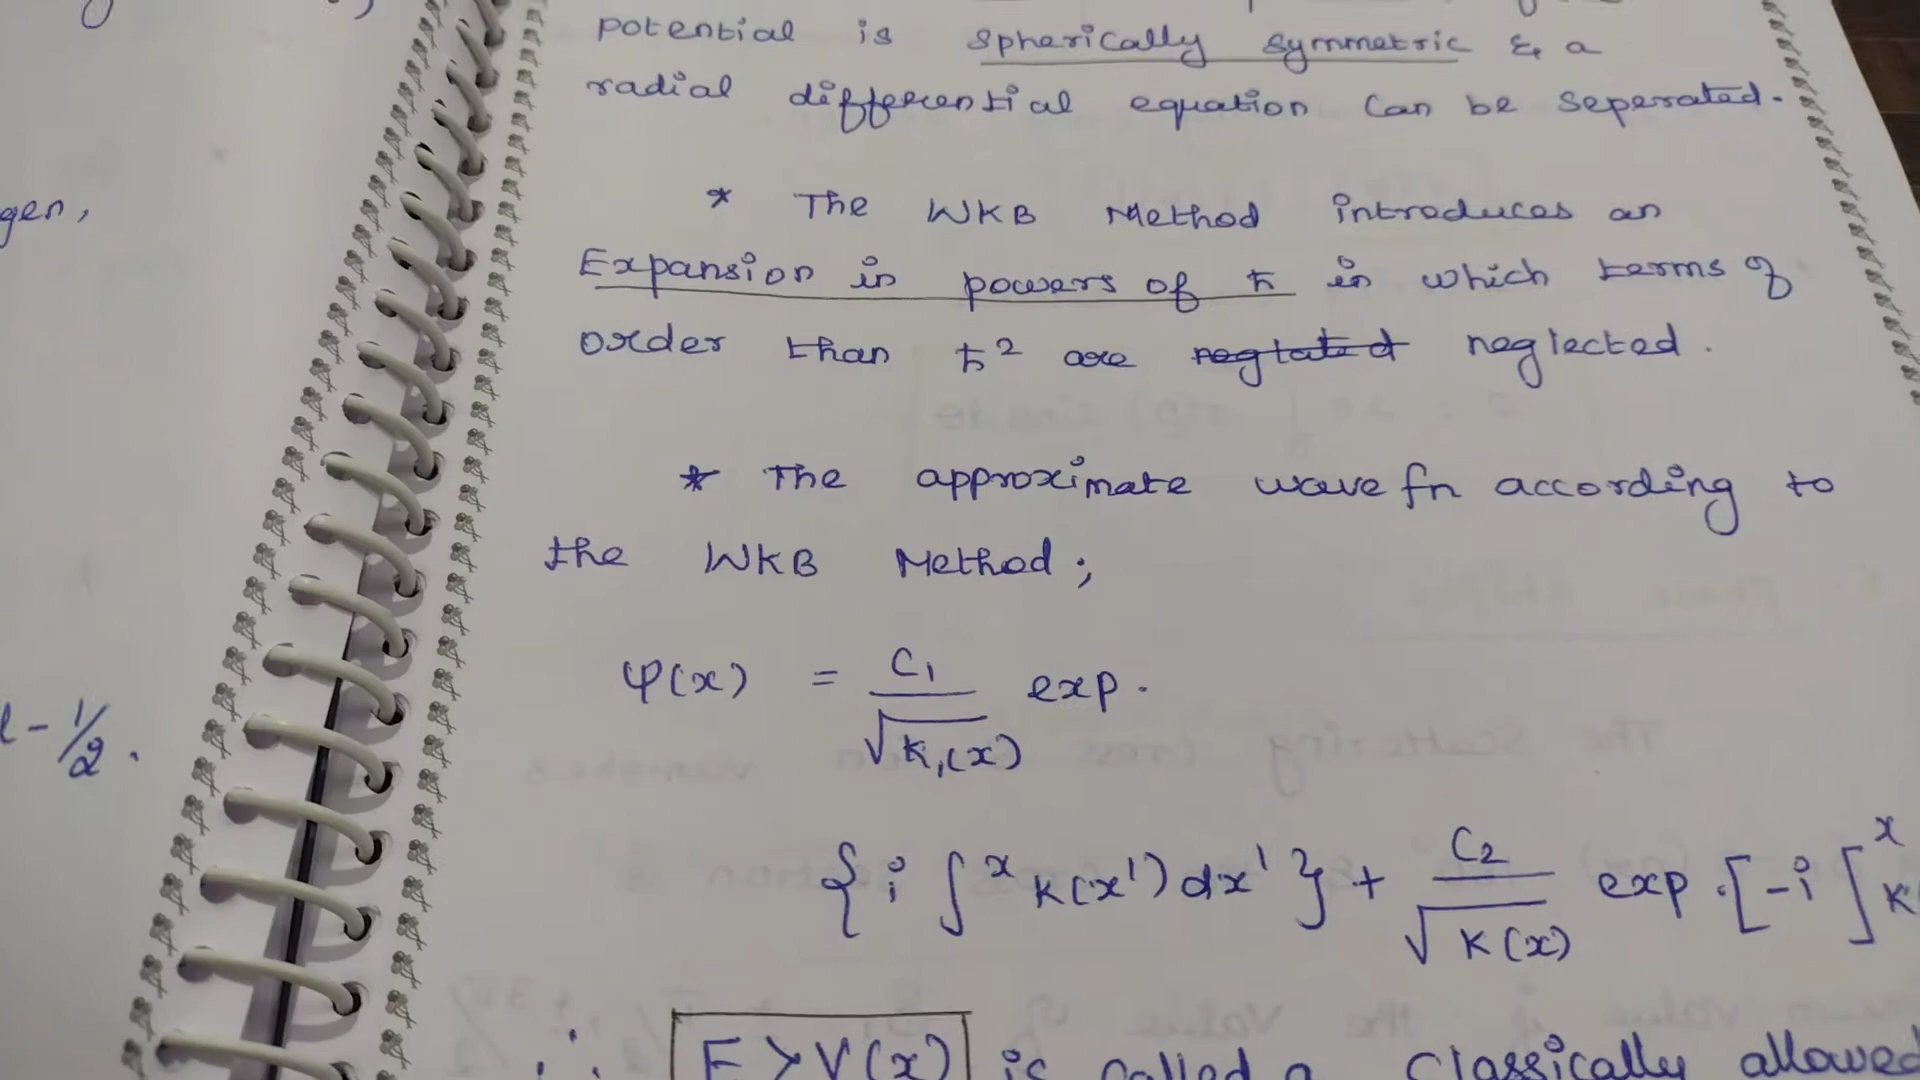 gen,
l - 1/2.
potential is spherically symmetric & a
radial differential equation can be seperated.
* The WKB Method introduces an
Expansion in powers of ħ in which terms of
order than ħ² are neglected.
* The approximate wave fn according to
the WKB Method;
ψ(x) = C₁/√K₁(x) exp.
{i ∫ˣ K(x') dx'} + C₂/√K(x) exp.[-i ∫ˣ K
∴ E > V(x) is called a classically allowed